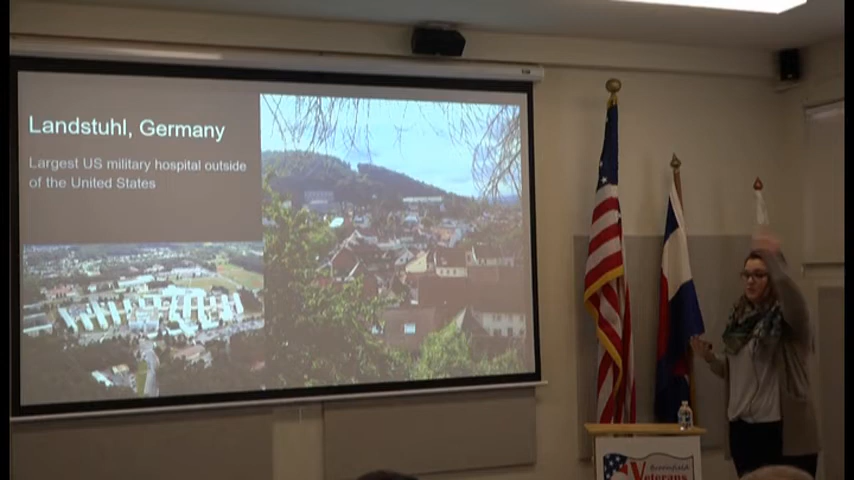 Landstuhl, Germany
Largest US military hospital outside
of the United States
Veterans